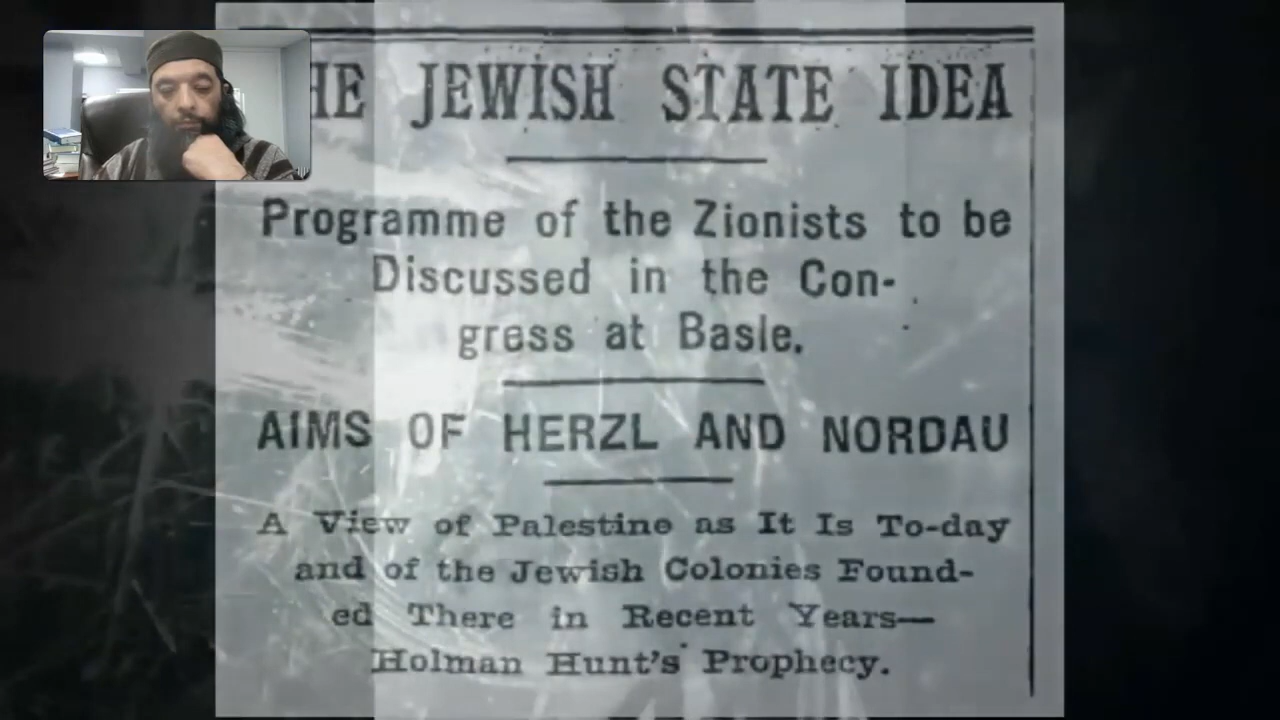 HE JEWISH STATE IDEA
Programme of the Zionists to be
Discussed in the Con-
gress at Basle.
AIMS OF HERZL AND NORDAU
A View of Palestine as It Is To-day
and of the Jewish Colonies Found-
ed There in Recent Years—
Holman Hunt's Prophecy.